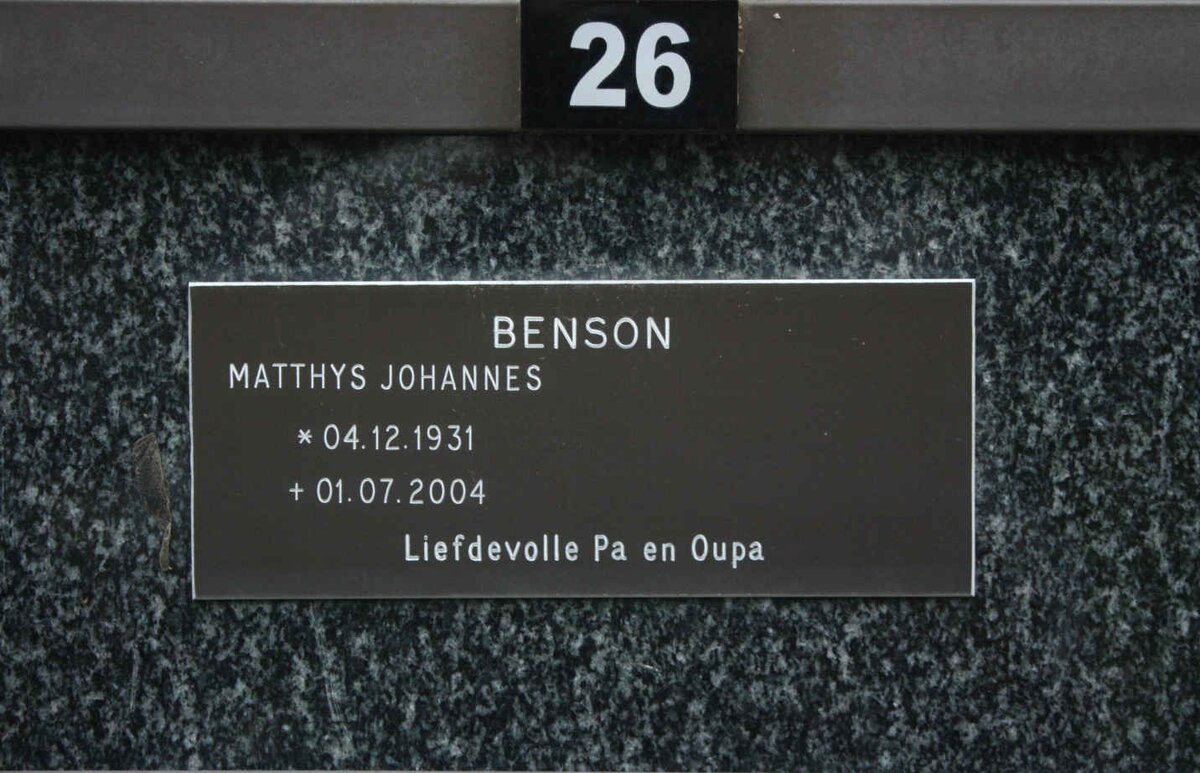 26
BENSON
MATTHYS JOHANNES
* 04.12.1931
+ 01.07.2004
Liefdevolle Pa en Oupa